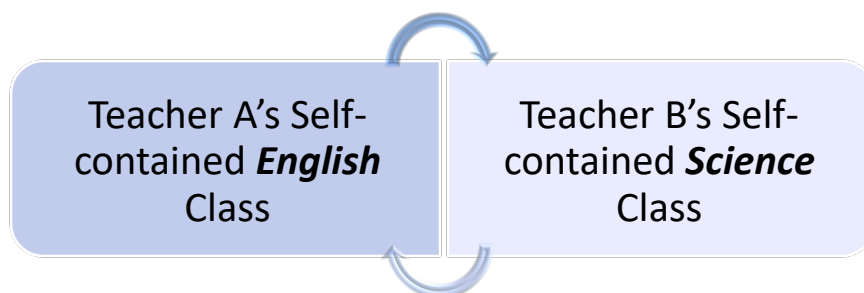 Teacher A’s Self-
contained English
Class
Teacher B’s Self-
contained Science
Class